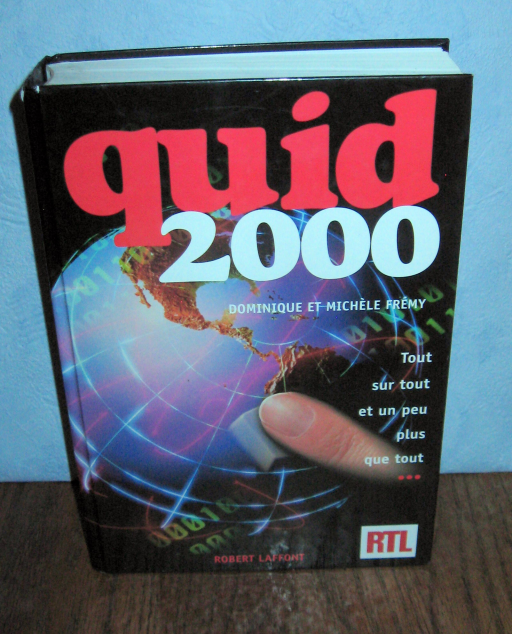 quid
2000
DOMINIQUE ET MICHÈLE FRÉMY
Tout
sur tout
et un peu
plus
que tout
...
ROBERT LAFFONT
RTL